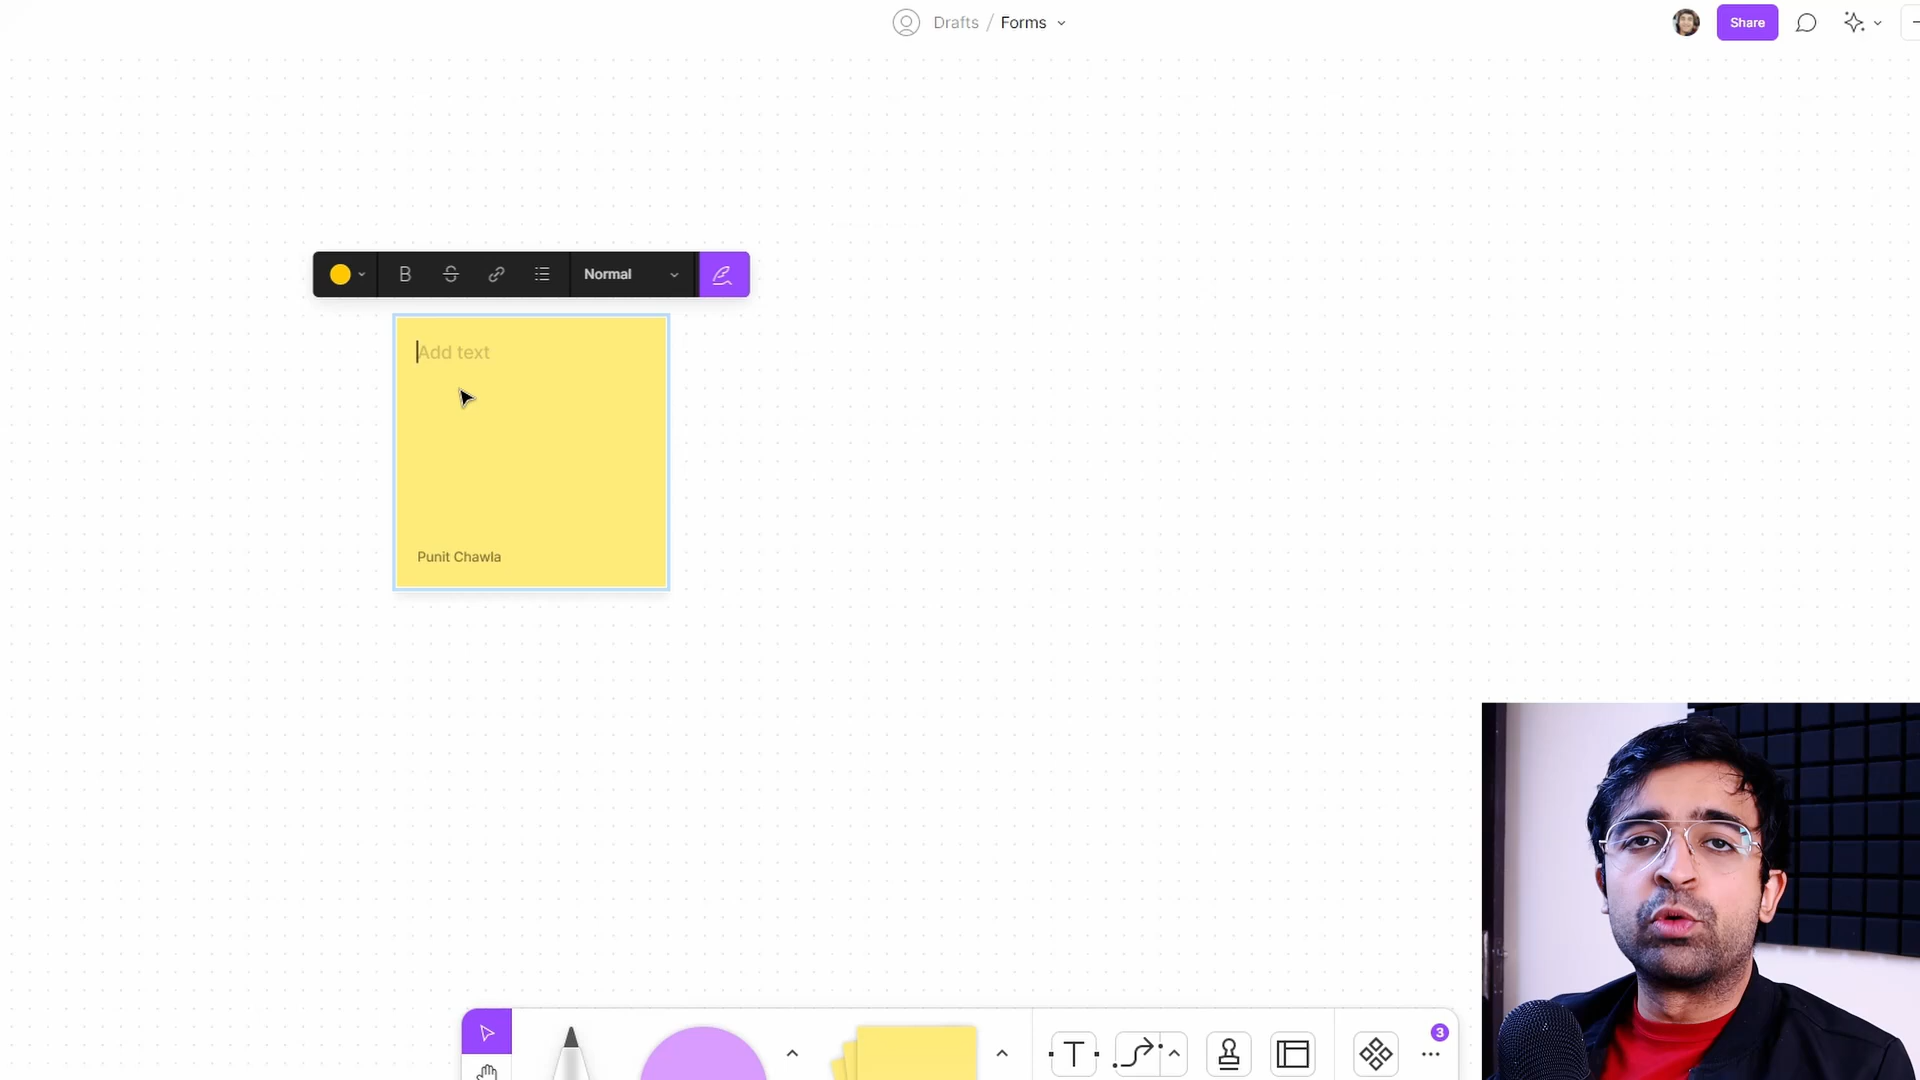 Drafts / Forms
Share
B
Normal
Add text
Punit Chawla
T
3